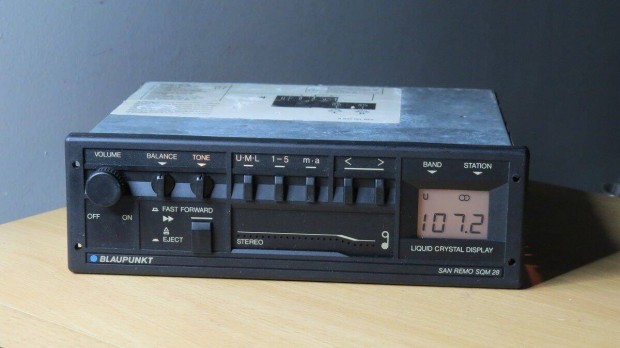 VOLUME
BALANCE
TONE
U·M·L
1-5
m·a
< >
BAND
STATION
OFF
ON
FAST FORWARD
EJECT
STEREO
U
107.2
LIQUID CRYSTAL DISPLAY
BLAUPUNKT
SAN REMO SQM 28